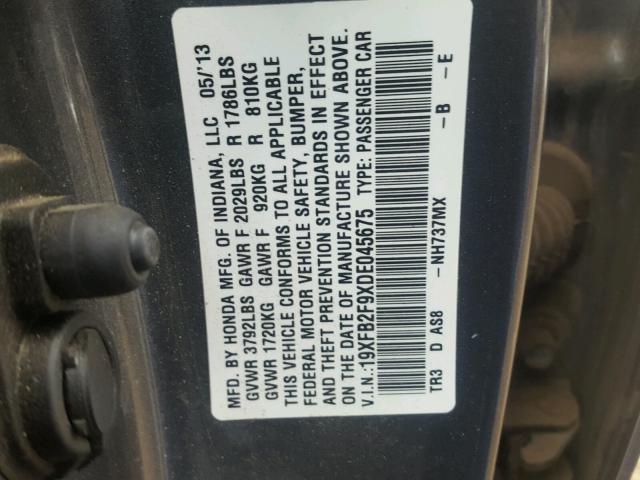 MFD. BY HONDA MFG. OF INDIANA, LLC 05/'13
GVWR 3792LBS GAWR F 2029LBS R 1786LBS
GVWR 1720KG GAWR F 920KG R 810KG
THIS VEHICLE CONFORMS TO ALL APPLICABLE
FEDERAL MOTOR VEHICLE SAFETY, BUMPER,
AND THEFT PREVENTION STANDARDS IN EFFECT
ON THE DATE OF MANUFACTURE SHOWN ABOVE.
V.I.N.:19XFB2F9XDE045675 TYPE: PASSENGER CAR
TR3 D AS8 –NH737MX –B –E